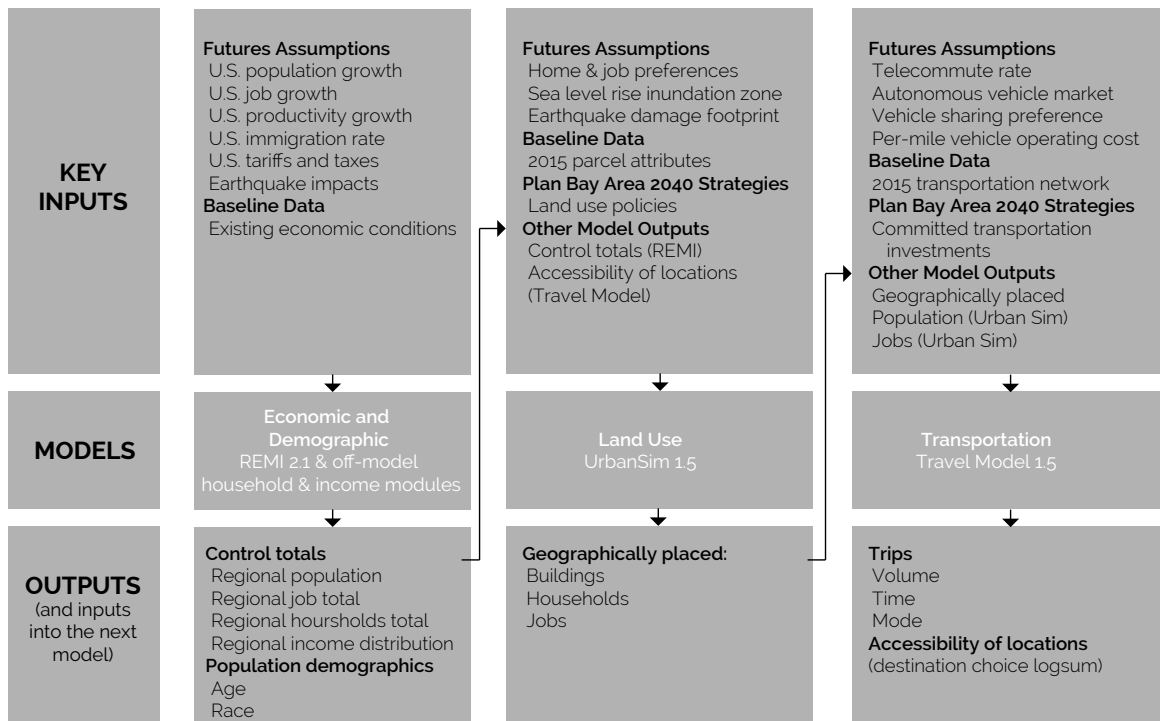 KEY
INPUTS
Futures Assumptions
U.S. population growth
U.S. job growth
U.S. productivity growth
U.S. immigration rate
U.S. tariffs and taxes
Earthquake impacts
Baseline Data
Existing economic conditions
Futures Assumptions
Home & job preferences
Sea level rise inundation zone
Earthquake damage footprint
Baseline Data
2015 parcel attributes
Plan Bay Area 2040 Strategies
Land use policies
Other Model Outputs
Control totals (REMI)
Accessibility of locations
(Travel Model)
Futures Assumptions
Telecommute rate
Autonomous vehicle market
Vehicle sharing preference
Per-mile vehicle operating cost
Baseline Data
2015 transportation network
Plan Bay Area 2040 Strategies
Committed transportation
investments
Other Model Outputs
Geographically placed
Population (Urban Sim)
Jobs (Urban Sim)
MODELS
Economic and
Demographic
REMI 2.1 & off-model
household & income modules
Land Use
UrbanSim 1.5
Transportation
Travel Model 1.5
OUTPUTS
(and inputs
into the next
model)
Control totals
Regional population
Regional job total
Regional hoursholds total
Regional income distribution
Population demographics
Age
Race
Geographically placed:
Buildings
Households
Jobs
Trips
Volume
Time
Mode
Accessibility of locations
(destination choice logsum)